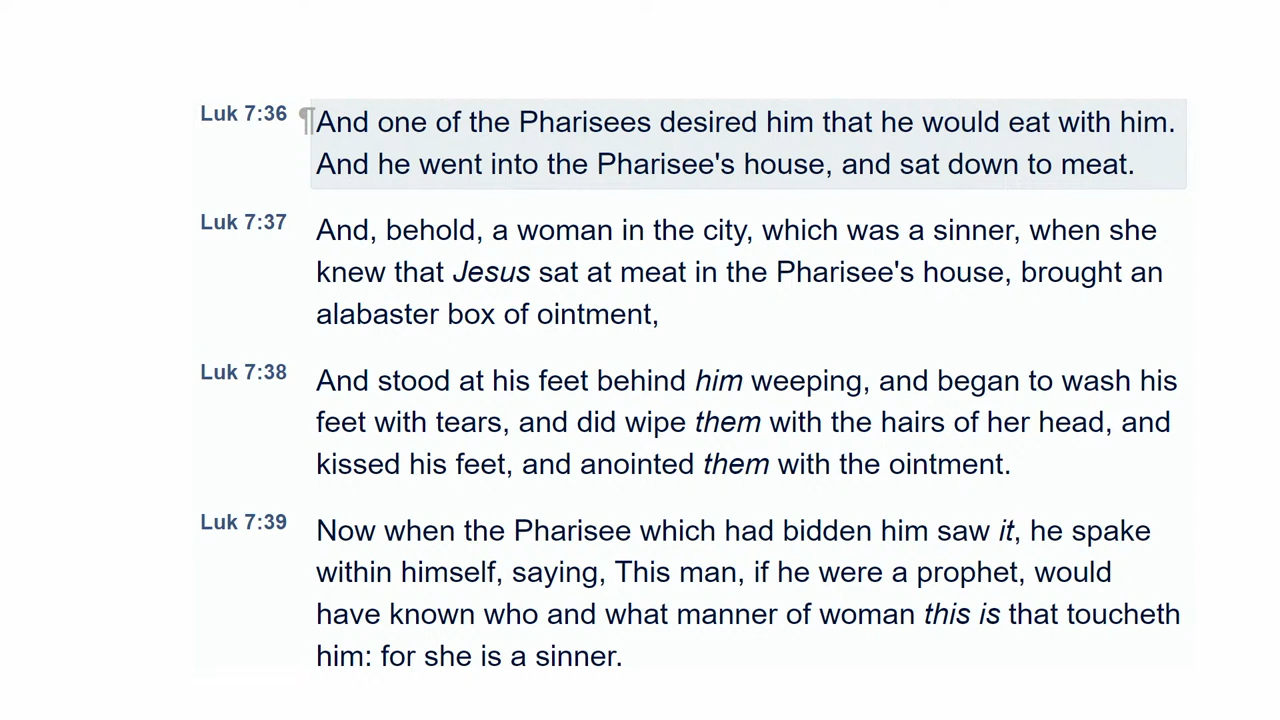 Luk 7:36 ¶And one of the Pharisees desired him that he would eat with him.
And he went into the Pharisee's house, and sat down to meat.
Luk 7:37 And, behold, a woman in the city, which was a sinner, when she
knew that Jesus sat at meat in the Pharisee's house, brought an
alabaster box of ointment,
Luk 7:38 And stood at his feet behind him weeping, and began to wash his
feet with tears, and did wipe them with the hairs of her head, and
kissed his feet, and anointed them with the ointment.
Luk 7:39 Now when the Pharisee which had bidden him saw it, he spake
within himself, saying, This man, if he were a prophet, would
have known who and what manner of woman this is that toucheth
him: for she is a sinner.